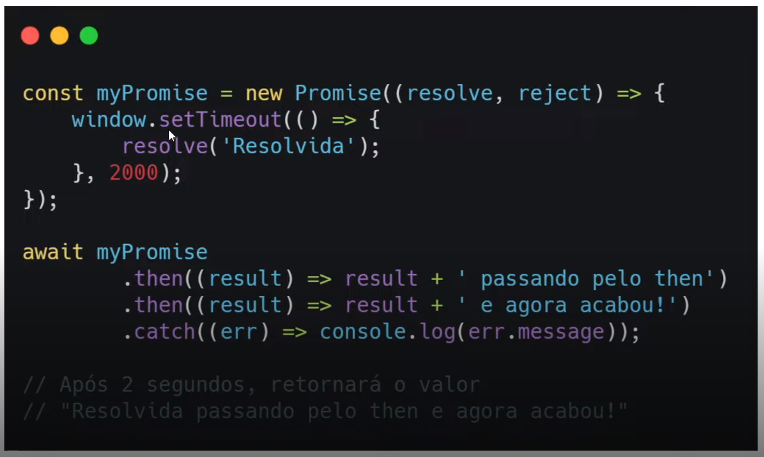 const myPromise = new Promise((resolve, reject) => {
    window.setTimeout(() => {
        resolve('Resolvida');
    }, 2000);
});

await myPromise
        .then((result) => result + ' passando pelo then')
        .then((result) => result + ' e agora acabou!')
        .catch((err) => console.log(err.message));

// Após 2 segundos, retornará o valor
// "Resolvida passando pelo then e agora acabou!"